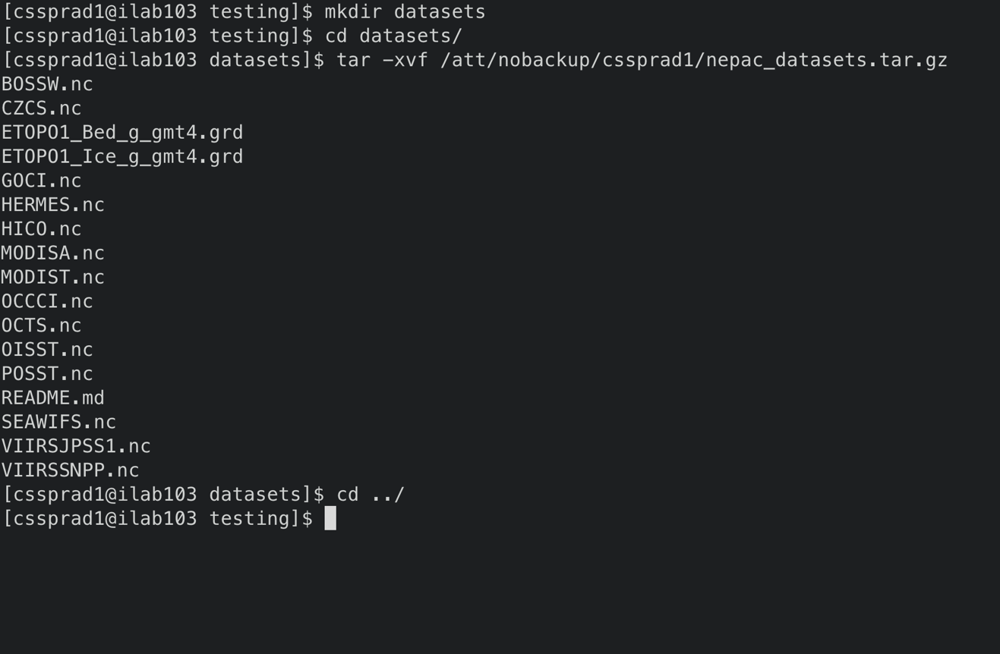 [cssprad1@ilab103 testing]$ mkdir datasets
[cssprad1@ilab103 testing]$ cd datasets/
[cssprad1@ilab103 datasets]$ tar -xvf /att/nobackup/cssprad1/nepac_datasets.tar.gz
BOSSW.nc
CZCS.nc
ETOPO1_Bed_g_gmt4.grd
ETOPO1_Ice_g_gmt4.grd
GOCI.nc
HERMES.nc
HICO.nc
MODISA.nc
MODIST.nc
OCCCI.nc
OCTS.nc
OISST.nc
POSST.nc
README.md
SEAWIFS.nc
VIIRSJPSS1.nc
VIIRSSNPP.nc
[cssprad1@ilab103 datasets]$ cd ../
[cssprad1@ilab103 testing]$